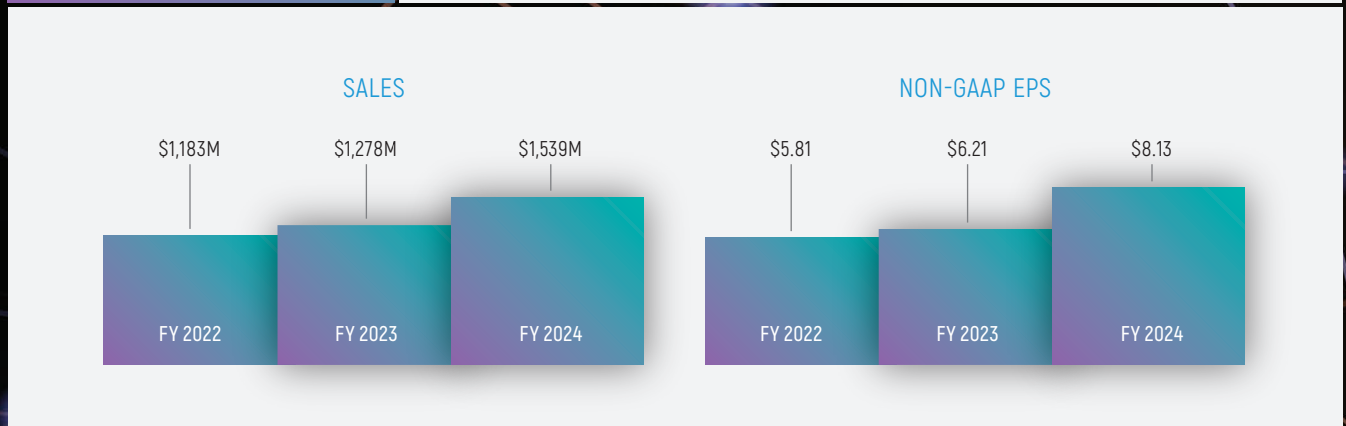 SALES
$1,183M
$1,278M
$1,539M
FY 2022
FY 2023
FY 2024
NON-GAAP EPS
$5.81
$6.21
$8.13
FY 2022
FY 2023
FY 2024